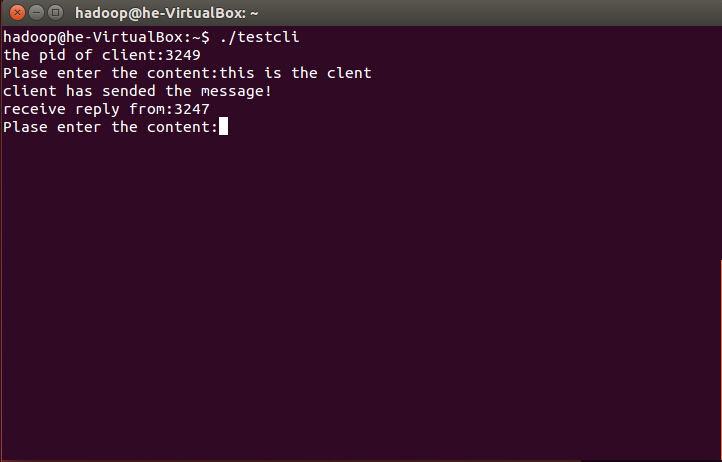 hadoop@he-VirtualBox: ~
hadoop@he-VirtualBox:~$ ./testcli
the pid of client:3249
Plase enter the content:this is the clent
client has sended the message!
receive reply from:3247
Plase enter the content: